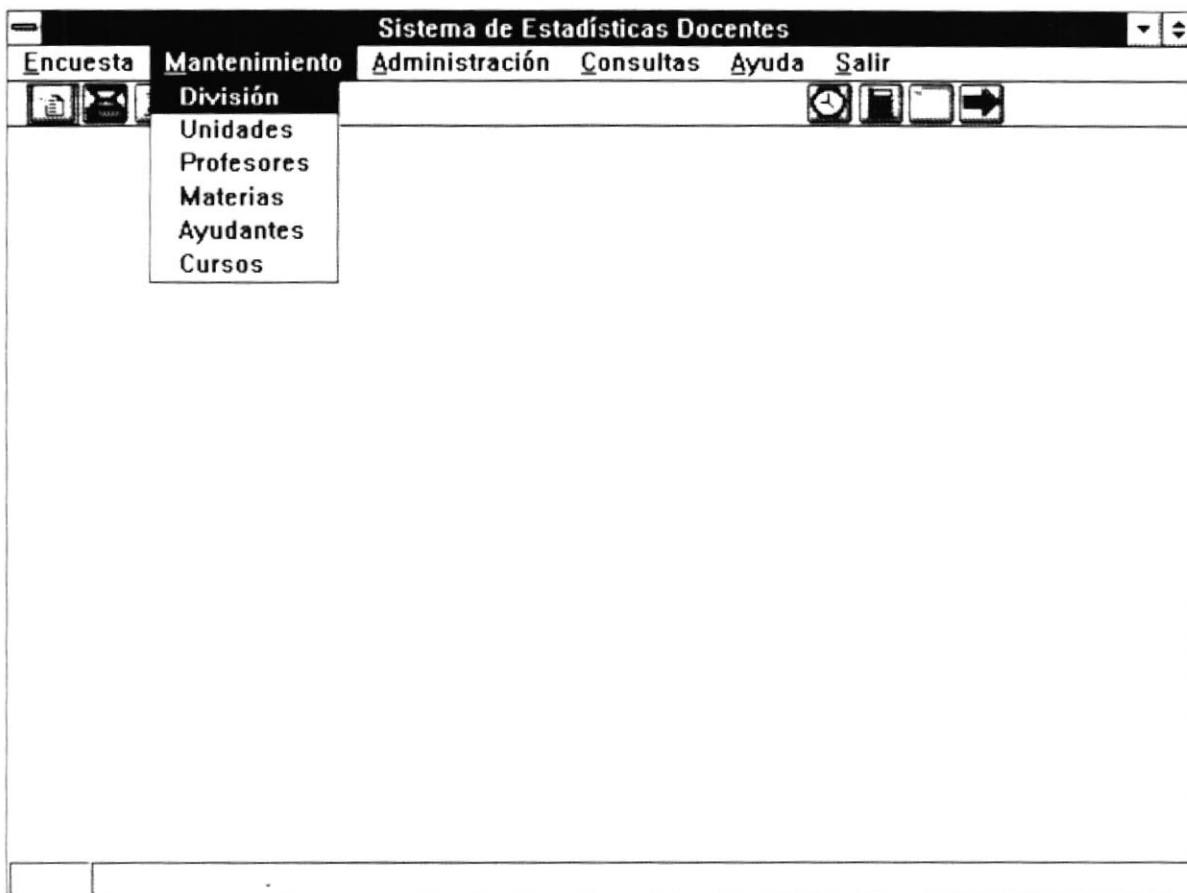 Sistema de Estadísticas Docentes
Encuesta Mantenimiento Administración Consultas Ayuda Salir
División
Unidades
Profesores
Materias
Ayudantes
Cursos